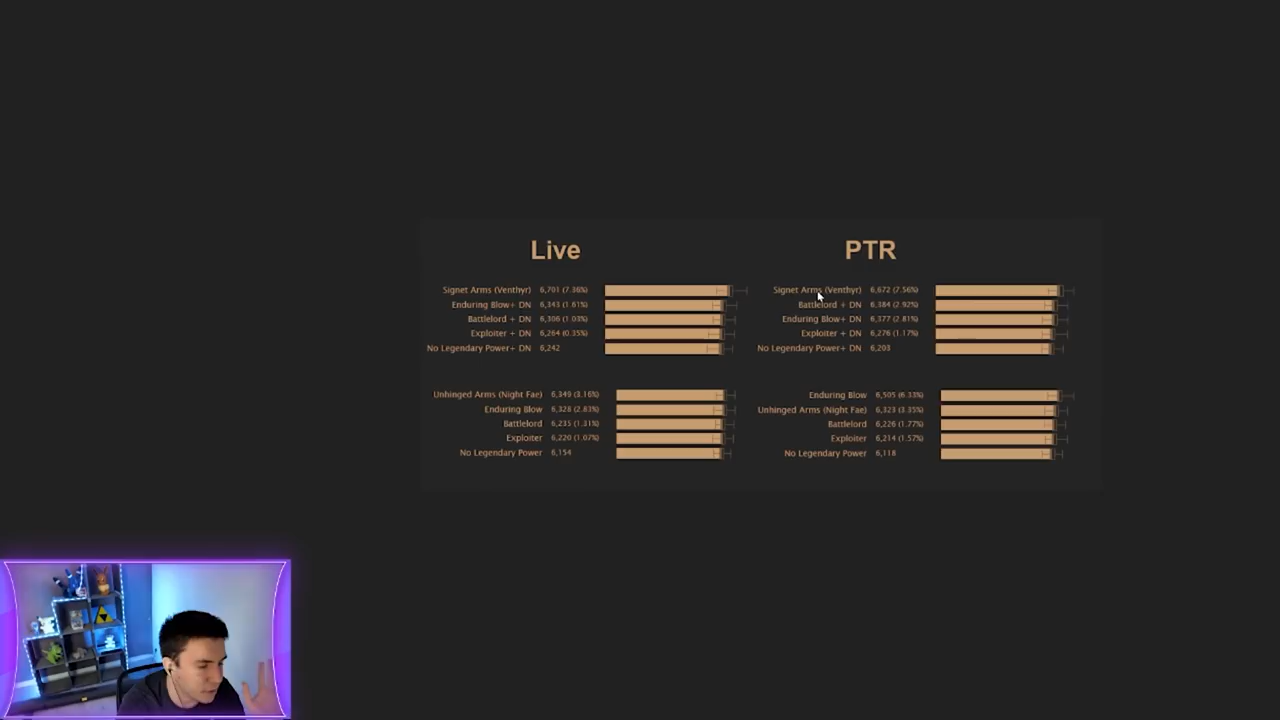 Live
Signet Arms (Venthyr) 6,701 (7.36%)
Enduring Blow+ DN 6,343 (1.61%)
Battlelord + DN 6,306 (1.03%)
Exploiter + DN 6,264 (0.35%)
No Legendary Power+ DN 6,242
Unhinged Arms (Night Fae) 6,349 (3.16%)
Enduring Blow 6,328 (2.83%)
Battlelord 6,235 (1.31%)
Exploiter 6,220 (1.07%)
No Legendary Power 6,154
PTR
Signet Arms (Venthyr) 6,672 (7.56%)
Battlelord + DN 6,384 (2.92%)
Enduring Blow+ DN 6,377 (2.81%)
Exploiter + DN 6,276 (1.17%)
No Legendary Power+ DN 6,203
Enduring Blow 6,505 (6.33%)
Unhinged Arms (Night Fae) 6,323 (3.35%)
Battlelord 6,226 (1.77%)
Exploiter 6,214 (1.57%)
No Legendary Power 6,118